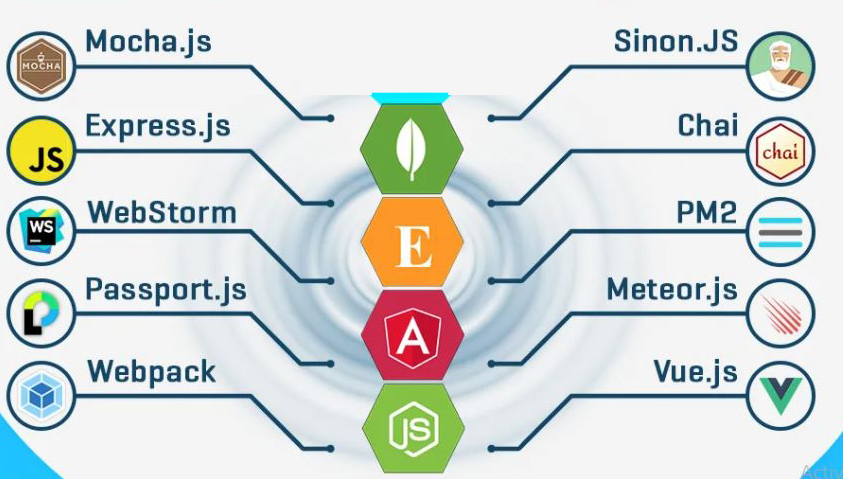 Mocha.js
MOCHA
Express.js
JS
WebStorm
WS
Passport.js
Webpack
E
A
JS
Sinon.JS
Chai
chai
PM2
Meteor.js
Vue.js
Activ